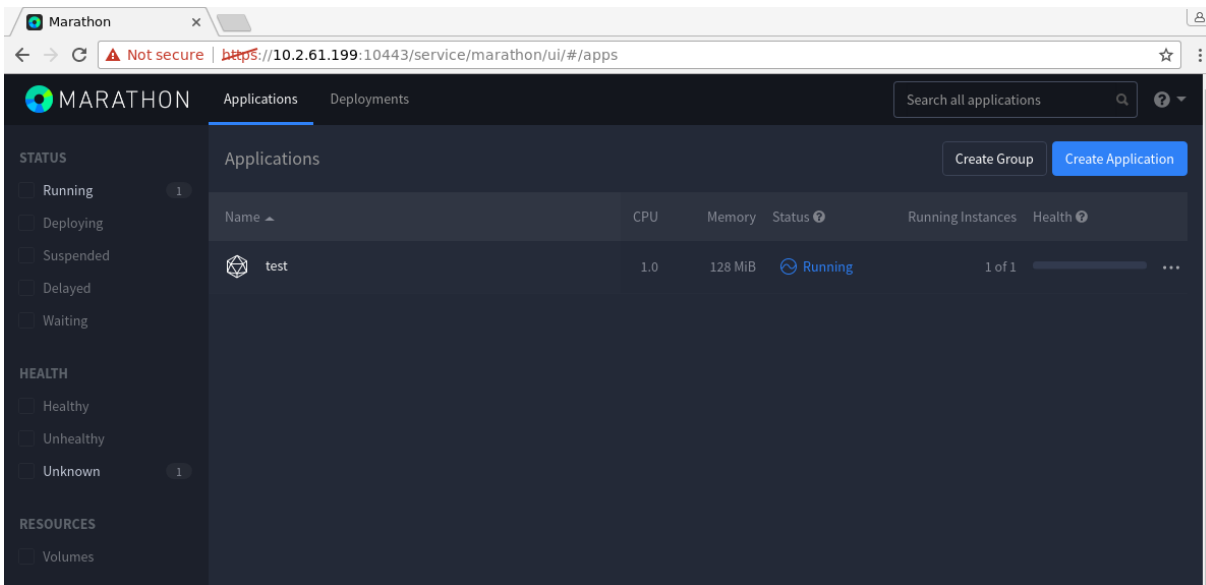 Marathon
Not secure | https://10.2.61.199:10443/service/marathon/ui/#/apps
MARATHON
Applications
Deployments
Search all applications
STATUS
Running 1
Deploying
Suspended
Delayed
Waiting
HEALTH
Healthy
Unhealthy
Unknown 1
RESOURCES
Volumes
Applications
Create Group
Create Application
Name CPU Memory Status Running Instances Health
test 1.0 128 MiB Running 1 of 1